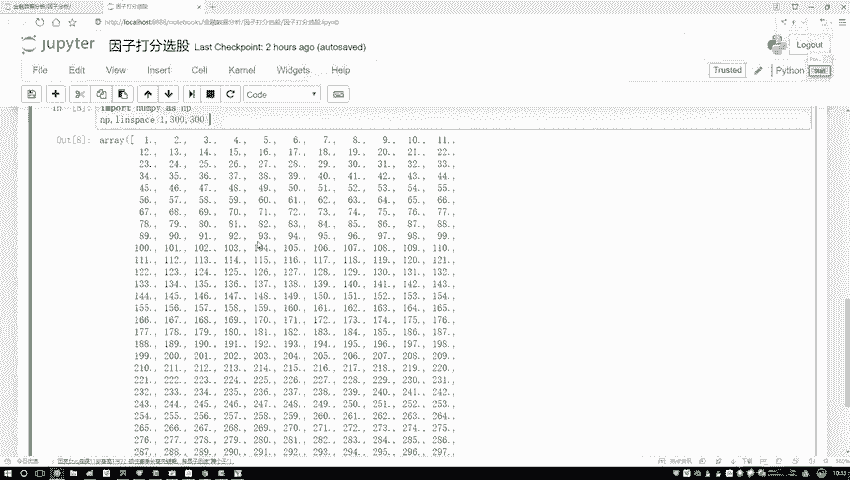 金融数据分析/因子分析/
因子打分选股
jupyter 因子打分选股 Last Checkpoint: 2 hours ago (autosaved)
Logout
File Edit View Insert Cell Kernel Widgets Help
Trusted Python
Code
import numpy as np
np.linspace(1,300,300)
Out[8]: array([ 1., 2., 3., 4., 5., 6., 7., 8., 9., 10., 11.,
12., 13., 14., 15., 16., 17., 18., 19., 20., 21., 22.,
23., 24., 25., 26., 27., 28., 29., 30., 31., 32., 33.,
34., 35., 36., 37., 38., 39., 40., 41., 42., 43., 44.,
45., 46., 47., 48., 49., 50., 51., 52., 53., 54., 55.,
56., 57., 58., 59., 60., 61., 62., 63., 64., 65., 66.,
67., 68., 69., 70., 71., 72., 73., 74., 75., 76., 77.,
78., 79., 80., 81., 82., 83., 84., 85., 86., 87., 88.,
89., 90., 91., 92., 93., 94., 95., 96., 97., 98., 99.,
100., 101., 102., 103., 104., 105., 106., 107., 108., 109., 110.,
111., 112., 113., 114., 115., 116., 117., 118., 119., 120., 121.,
122., 123., 124., 125., 126., 127., 128., 129., 130., 131., 132.,
133., 134., 135., 136., 137., 138., 139., 140., 141., 142., 143.,
144., 145., 146., 147., 148., 149., 150., 151., 152., 153., 154.,
155., 156., 157., 158., 159., 160., 161., 162., 163., 164., 165.,
166., 167., 168., 169., 170., 171., 172., 173., 174., 175., 176.,
177., 178., 179., 180., 181., 182., 183., 184., 185., 186., 187.,
188., 189., 190., 191., 192., 193., 194., 195., 196., 197., 198.,
199., 200., 201., 202., 203., 204., 205., 206., 207., 208., 209.,
210., 211., 212., 213., 214., 215., 216., 217., 218., 219., 220.,
221., 222., 223., 224., 225., 226., 227., 228., 229., 230., 231.,
232., 233., 234., 235., 236., 237., 238., 239., 240., 241., 242.,
243., 244., 245., 246., 247., 248., 249., 250., 251., 252., 253.,
254., 255., 256., 257., 258., 259., 260., 261., 262., 263., 264.,
265., 266., 267., 268., 269., 270., 271., 272., 273., 274., 275.,
276., 277., 278., 279., 280., 281., 282., 283., 284., 285., 286.,
287., 288., 289., 290., 291., 292., 293., 294., 295., 296., 297.,